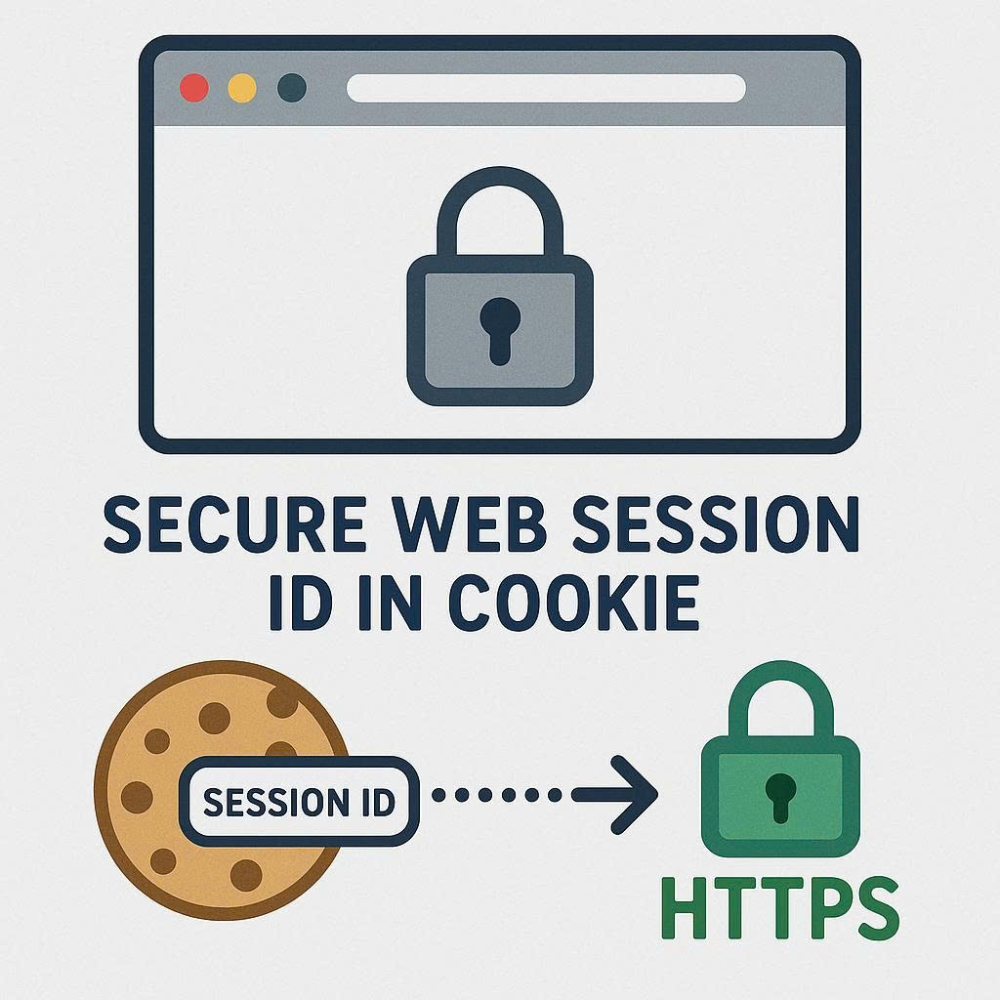 SECURE WEB SESSION
ID IN COOKIE
SESSION ID
HTTPS